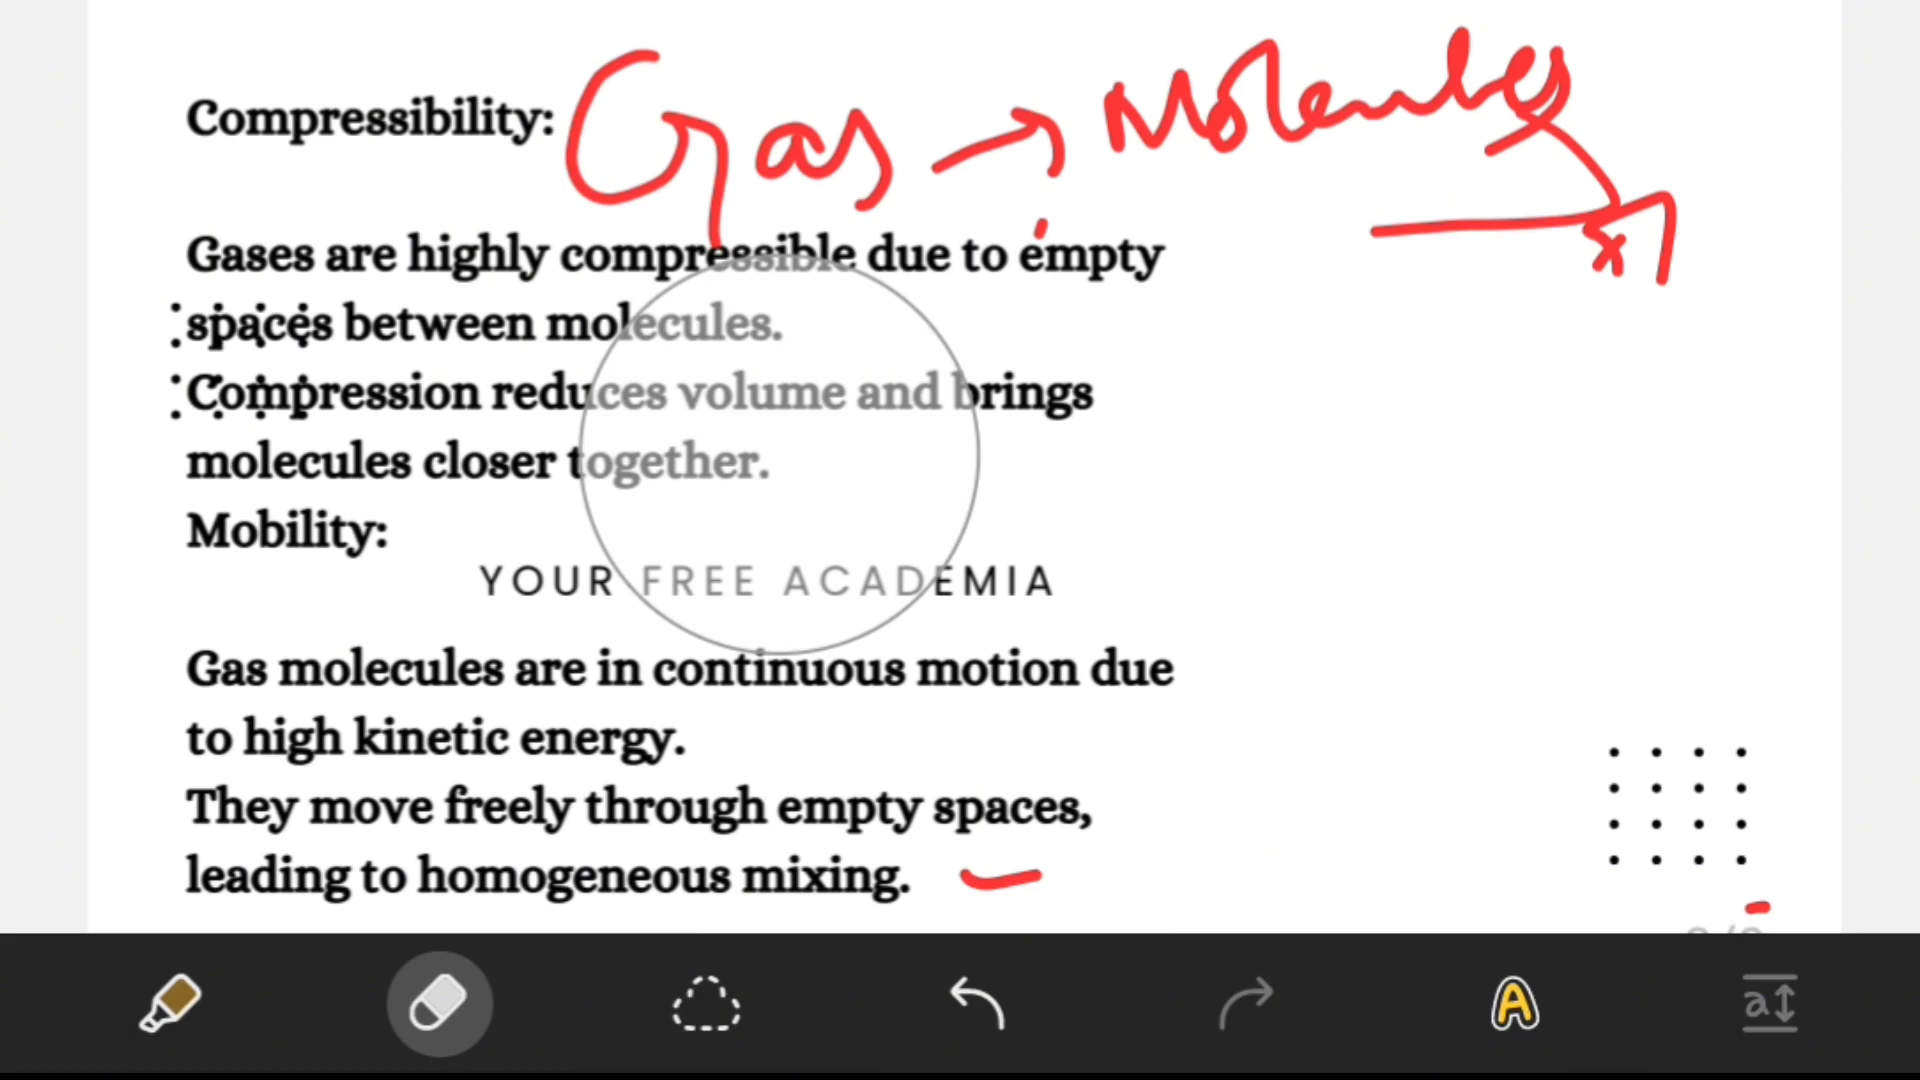 Compressibility: Gas → Molecules
Gases are highly compressible due to empty
spaces between molecules.
Compression reduces volume and brings
molecules closer together.
Mobility:
YOUR FREE ACADEMIA
Gas molecules are in continuous motion due
to high kinetic energy.
They move freely through empty spaces,
leading to homogeneous mixing.
A
a